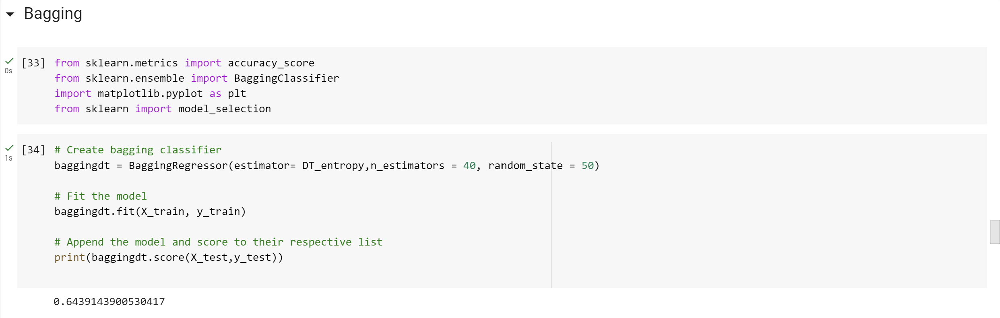 Bagging
[33] from sklearn.metrics import accuracy_score
0s
from sklearn.ensemble import BaggingClassifier
import matplotlib.pyplot as plt
from sklearn import model_selection
[34] # Create bagging classifier
1s
baggingdt = BaggingRegressor(estimator= DT_entropy,n_estimators = 40, random_state = 50)
# Fit the model
baggingdt.fit(X_train, y_train)
# Append the model and score to their respective list
print(baggingdt.score(X_test,y_test))
0.6439143900530417